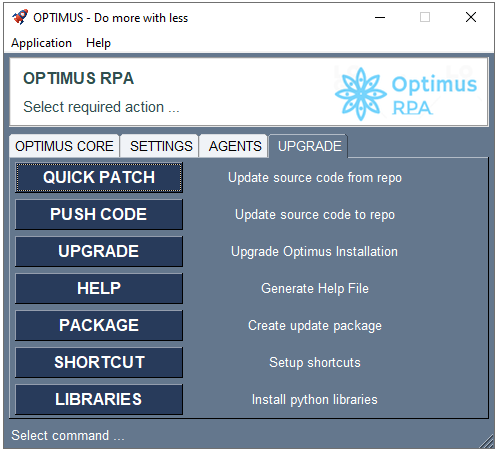 OPTIMUS - Do more with less
Application Help
OPTIMUS RPA
Select required action ...
Optimus
RPA
OPTIMUS CORE SETTINGS AGENTS UPGRADE
QUICK PATCH Update source code from repo
PUSH CODE Update source code to repo
UPGRADE Upgrade Optimus Installation
HELP Generate Help File
PACKAGE Create update package
SHORTCUT Setup shortcuts
LIBRARIES Install python libraries
Select command ...